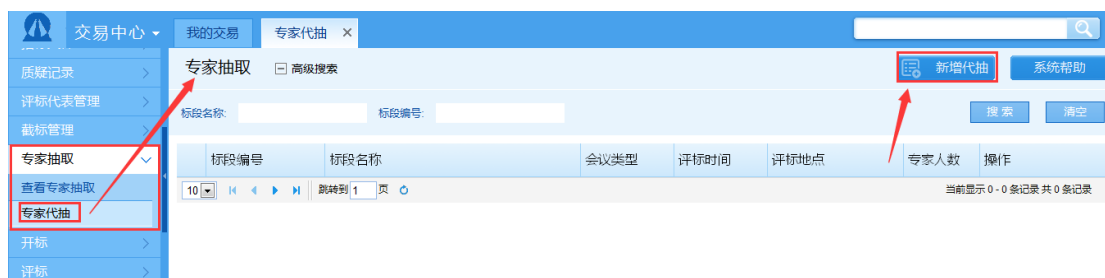 交易中心
我的交易 专家代抽 ×
质疑记录
评标代表管理
截标管理
专家抽取
查看专家抽取
专家代抽
开标
评标
专家抽取 高级搜索 新增代抽 系统帮助
标段名称: 标段编号: 搜索 清空
标段编号 标段名称 会议类型 评标时间 评标地点 专家人数 操作
10 跳转到 1 页 当前显示 0 - 0 条记录 共 0 条记录